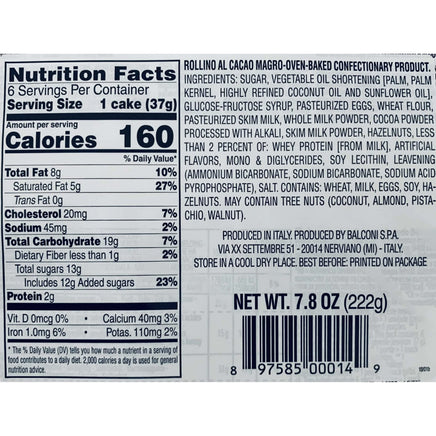 Nutrition Facts
6 Servings Per Container
Serving Size 1 cake (37g)
Amount per serving
Calories 160
% Daily Value*
Total Fat 8g 10%
Saturated Fat 5g 27%
Trans Fat 0g
Cholesterol 20mg 7%
Sodium 45mg 2%
Total Carbohydrate 19g 7%
Dietary Fiber less than 1g 2%
Total sugars 13g
Includes 12g Added sugars 23%
Protein 2g
Vit. D 0mcg 0% • Calcium 40mg 3%
Iron 1.0mg 6% • Potas. 110mg 2%
* The % Daily Value (DV) tells you how much a nutrient in a serving of
food contributes to a daily diet. 2,000 calories a day is used for general
nutrition advice.
ROLLINO AL CACAO MAGRO-OVEN-BAKED CONFECTIONARY PRODUCT.
INGREDIENTS: SUGAR, VEGETABLE OIL SHORTENING [PALM, PALM
KERNEL, HIGHLY REFINED COCONUT OIL AND SUNFLOWER OIL],
GLUCOSE-FRUCTOSE SYRUP, PASTEURIZED EGGS, WHEAT FLOUR,
PASTEURIZED SKIM MILK, WHOLE MILK POWDER, COCOA POWDER
PROCESSED WITH ALKALI, SKIM MILK POWDER, HAZELNUTS, LESS
THAN 2 PERCENT OF: WHEY PROTEIN [FROM MILK], ARTIFICIAL
FLAVORS, MONO & DIGLYCERIDES, SOY LECITHIN, LEAVENING
(AMMONIUM BICARBONATE, SODIUM BICARBONATE, SODIUM ACID
PYROPHOSPHATE), SALT. CONTAINS: WHEAT, MILK, EGGS, SOY, HA-
ZELNUTS. MAY CONTAIN TREE NUTS (COCONUT, ALMOND, PISTA-
CHIO, WALNUT).
PRODUCED IN ITALY. PRODUCED BY BALCONI S.P.A.
VIA XX SETTEMBRE 51 - 20014 NERVIANO (MI) - ITALY.
STORE IN A COOL DRY PLACE. BEST BEFORE: PRINTED ON PACKAGE
NET WT. 7.8 OZ (222g)
8 97585 00014 9